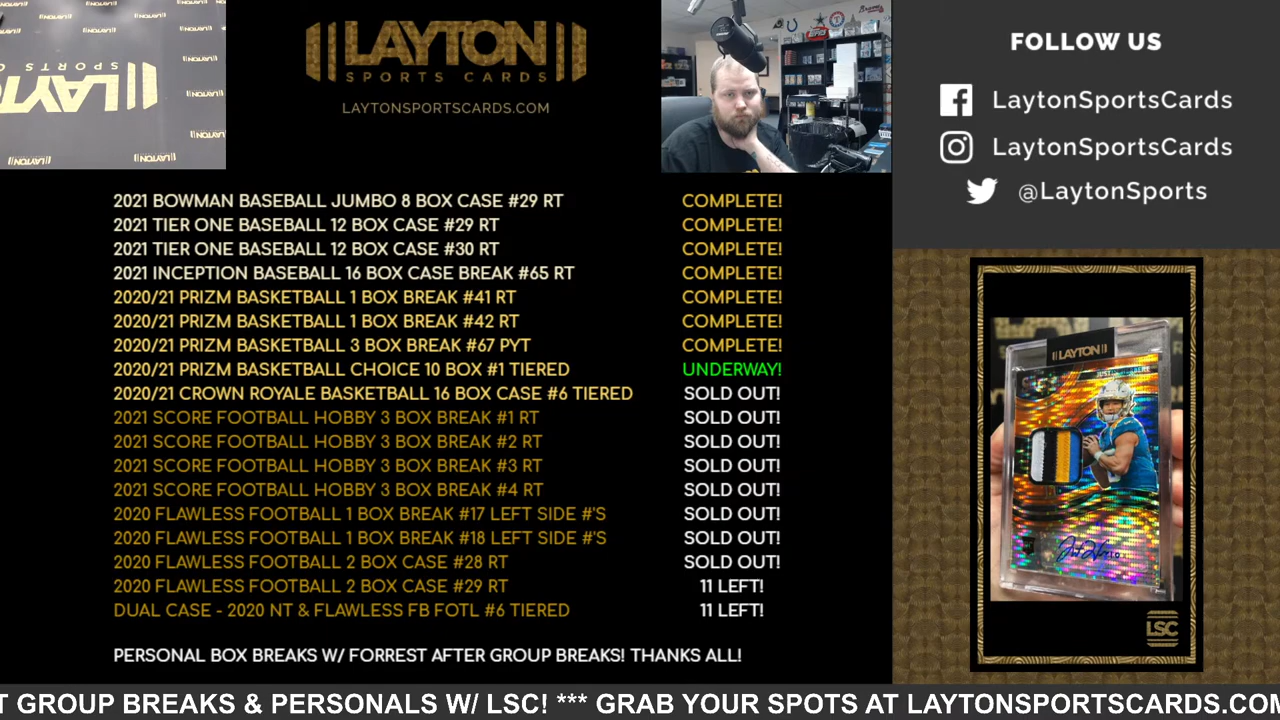 LAYTON
SPORTS CARDS
LAYTONSPORTSCARDS.COM
FOLLOW US
LaytonSportsCards
LaytonSportsCards
@LaytonSports
2021 BOWMAN BASEBALL JUMBO 8 BOX CASE #29 RT COMPLETE!
2021 TIER ONE BASEBALL 12 BOX CASE #29 RT COMPLETE!
2021 TIER ONE BASEBALL 12 BOX CASE #30 RT COMPLETE!
2021 INCEPTION BASEBALL 16 BOX CASE BREAK #65 RT COMPLETE!
2020/21 PRIZM BASKETBALL 1 BOX BREAK #41 RT COMPLETE!
2020/21 PRIZM BASKETBALL 1 BOX BREAK #42 RT COMPLETE!
2020/21 PRIZM BASKETBALL 3 BOX BREAK #67 PYT COMPLETE!
2020/21 PRIZM BASKETBALL CHOICE 10 BOX #1 TIERED UNDERWAY!
2020/21 CROWN ROYALE BASKETBALL 16 BOX CASE #6 TIERED SOLD OUT!
2021 SCORE FOOTBALL HOBBY 3 BOX BREAK #1 RT SOLD OUT!
2021 SCORE FOOTBALL HOBBY 3 BOX BREAK #2 RT SOLD OUT!
2021 SCORE FOOTBALL HOBBY 3 BOX BREAK #3 RT SOLD OUT!
2021 SCORE FOOTBALL HOBBY 3 BOX BREAK #4 RT SOLD OUT!
2020 FLAWLESS FOOTBALL 1 BOX BREAK #17 LEFT SIDE #'S SOLD OUT!
2020 FLAWLESS FOOTBALL 1 BOX BREAK #18 LEFT SIDE #'S SOLD OUT!
2020 FLAWLESS FOOTBALL 2 BOX CASE #28 RT SOLD OUT!
2020 FLAWLESS FOOTBALL 2 BOX CASE #29 RT 11 LEFT!
DUAL CASE - 2020 NT & FLAWLESS FB FOTL #6 TIERED 11 LEFT!
PERSONAL BOX BREAKS W/ FORREST AFTER GROUP BREAKS! THANKS ALL!
LAYTON
LSC
T GROUP BREAKS & PERSONALS W/ LSC! *** GRAB YOUR SPOTS AT LAYTONSPORTSCARDS.COM